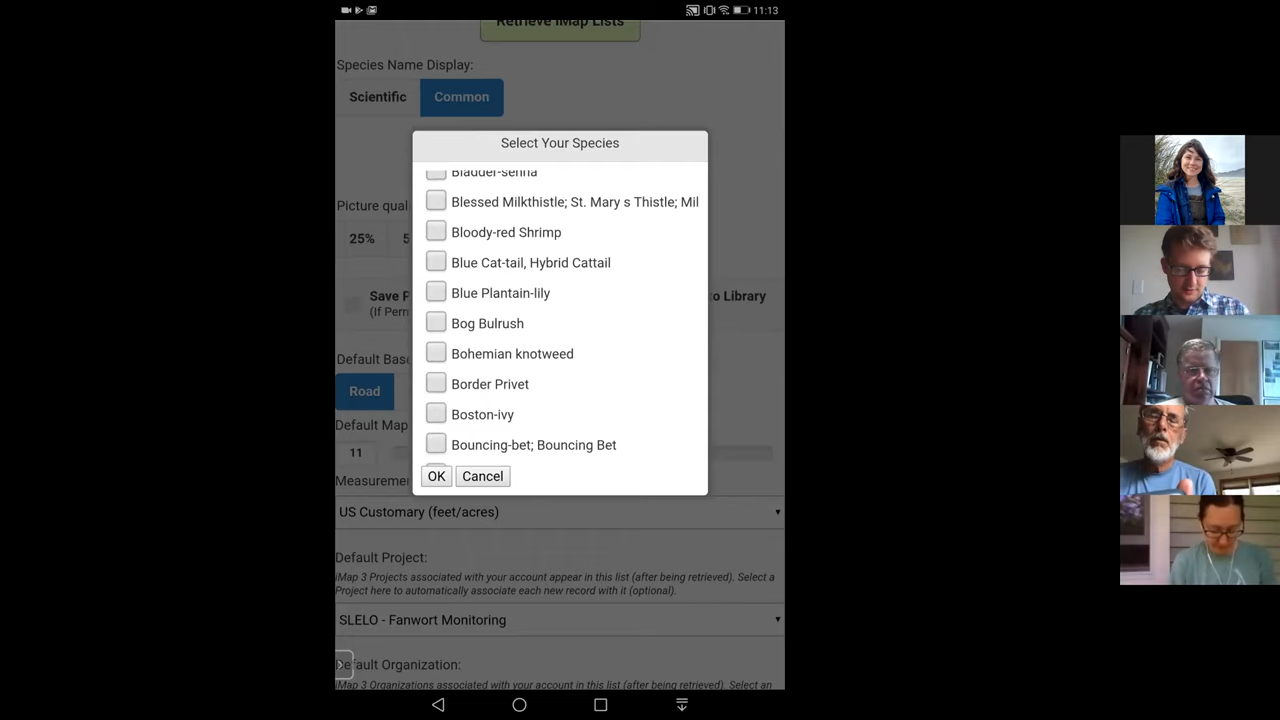 11:13
Retrieve iMap Lists
Species Name Display:
Scientific
Common
Select Your Species
Bladder-senna
Blessed Milkthistle; St. Mary s Thistle; Mil
Bloody-red Shrimp
Blue Cat-tail, Hybrid Cattail
Blue Plantain-lily
Bog Bulrush
Bohemian knotweed
Border Privet
Boston-ivy
Bouncing-bet; Bouncing Bet
OK
Cancel
Picture qual
25%
5
Save P
o Library
(If Perm
Default Base
Road
Default Map
11
Measureme
US Customary (feet/acres)
Default Project:
iMap 3 Projects associated with your account appear in this list (after being retrieved). Select a
Project here to automatically associate each new record with it (optional).
SLELO - Fanwort Monitoring
Default Organization:
iMap 3 Organizations associated with your account in this list (after being retrieved). Select an